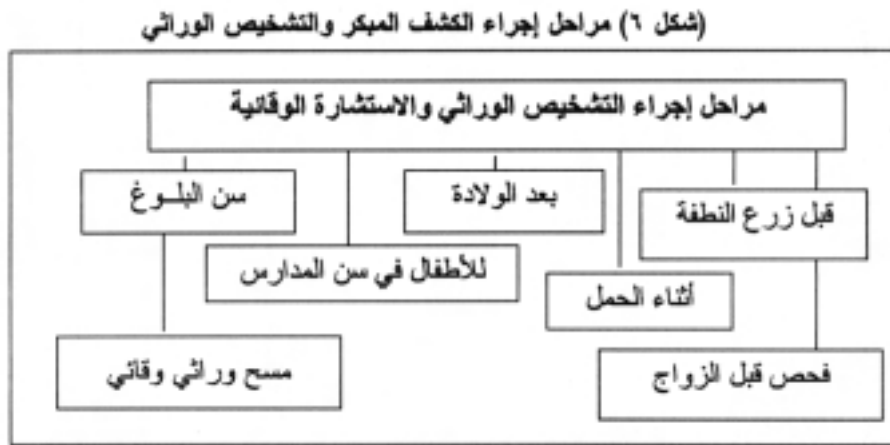 (شكل ٦) مراحل إجراء الكشف المبكر والتشخيص الوراثي
مراحل إجراء التشخيص الوراثي والاستشارة الوقائية
قبل زرع النطفة
بعد الولادة
سن البلــوغ
أثناء الحمل
للأطفال في سن المدارس
فحص قبل الزواج
مسح وراثي وقائي